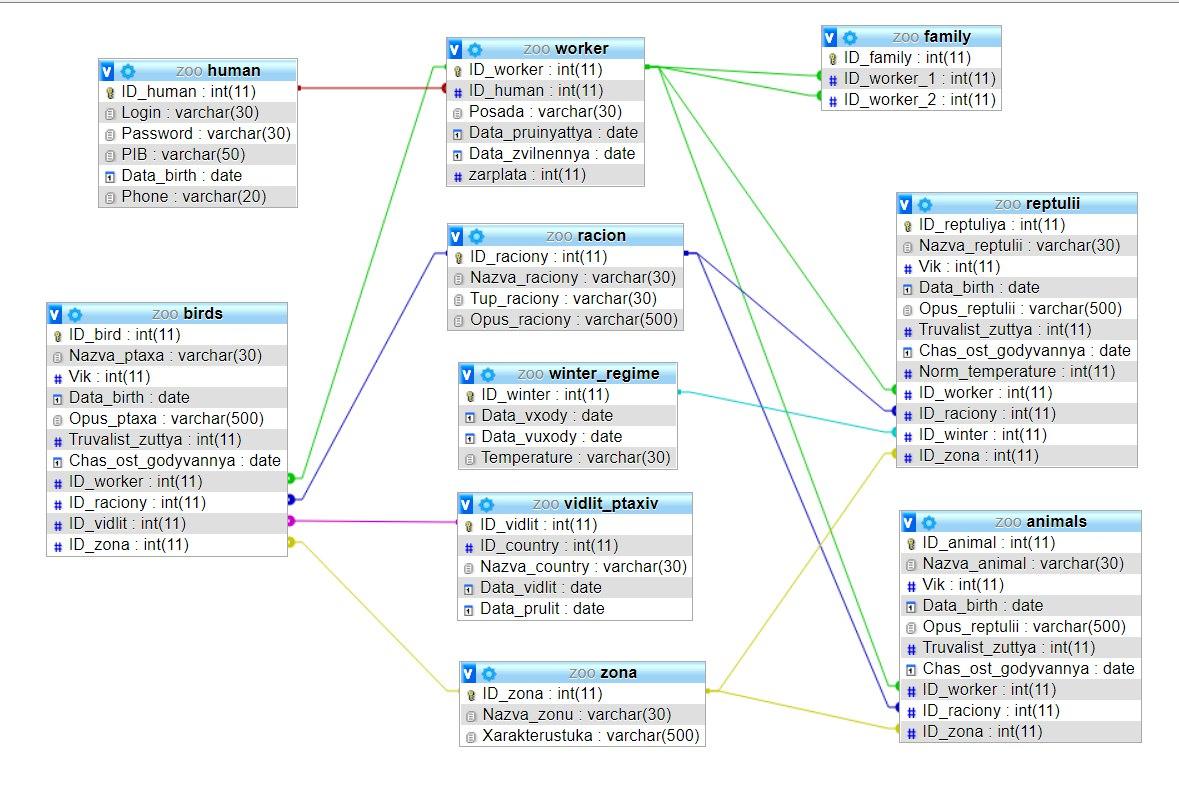 zoo human
ID_human : int(11)
Login : varchar(30)
Password : varchar(30)
PIB : varchar(50)
Data_birth : date
Phone : varchar(20)
zoo worker
ID_worker : int(11)
ID_human : int(11)
Posada : varchar(30)
Data_pruinyattya : date
Data_zvilnennya : date
zarplata : int(11)
zoo family
ID_family : int(11)
ID_worker_1 : int(11)
ID_worker_2 : int(11)
zoo birds
ID_bird : int(11)
Nazva_ptaxa : varchar(30)
Vik : int(11)
Data_birth : date
Opus_ptaxa : varchar(500)
Truvalist_zuttya : int(11)
Chas_ost_godyvannya : date
ID_worker : int(11)
ID_raciony : int(11)
ID_vidlit : int(11)
ID_zona : int(11)
zoo racion
ID_raciony : int(11)
Nazva_raciony : varchar(30)
Tup_raciony : varchar(30)
Opus_raciony : varchar(500)
zoo winter_regime
ID_winter : int(11)
Data_vxody : date
Data_vuxody : date
Temperature : varchar(30)
zoo vidlit_ptaxiv
ID_vidlit : int(11)
ID_country : int(11)
Nazva_country : varchar(30)
Data_vidlit : date
Data_prulit : date
zoo zona
ID_zona : int(11)
Nazva_zonu : varchar(30)
Xarakterustuka : varchar(500)
zoo reptulii
ID_reptuliya : int(11)
Nazva_reptulii : varchar(30)
Vik : int(11)
Data_birth : date
Opus_reptulii : varchar(500)
Truvalist_zuttya : int(11)
Chas_ost_godyvannya : date
Norm_temperature : int(11)
ID_worker : int(11)
ID_raciony : int(11)
ID_winter : int(11)
ID_zona : int(11)
zoo animals
ID_animal : int(11)
Nazva_animal : varchar(30)
Vik : int(11)
Data_birth : date
Opus_reptulii : varchar(500)
Truvalist_zuttya : int(11)
Chas_ost_godyvannya : date
ID_worker : int(11)
ID_raciony : int(11)
ID_zona : int(11)